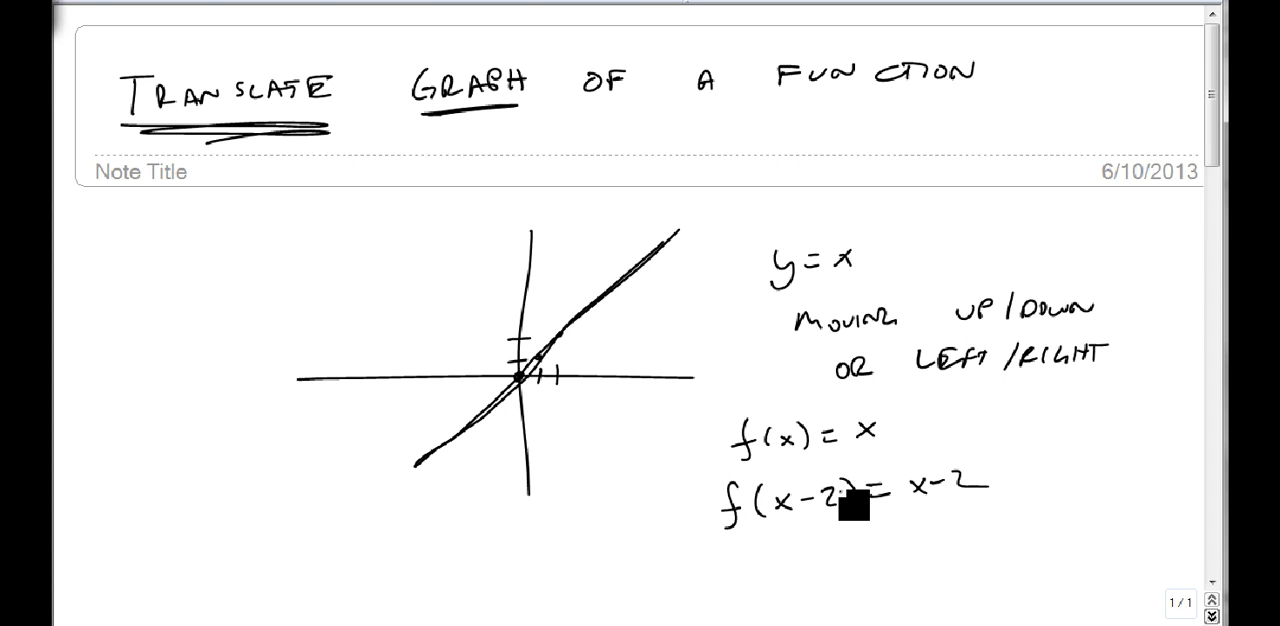 TRANSLATE GRAPH OF A FUNCTION
Note Title
6/10/2013
y = x
MOVING UP/DOWN
OR LEFT/RIGHT
f(x) = x
f(x-2) = x-2
1/1